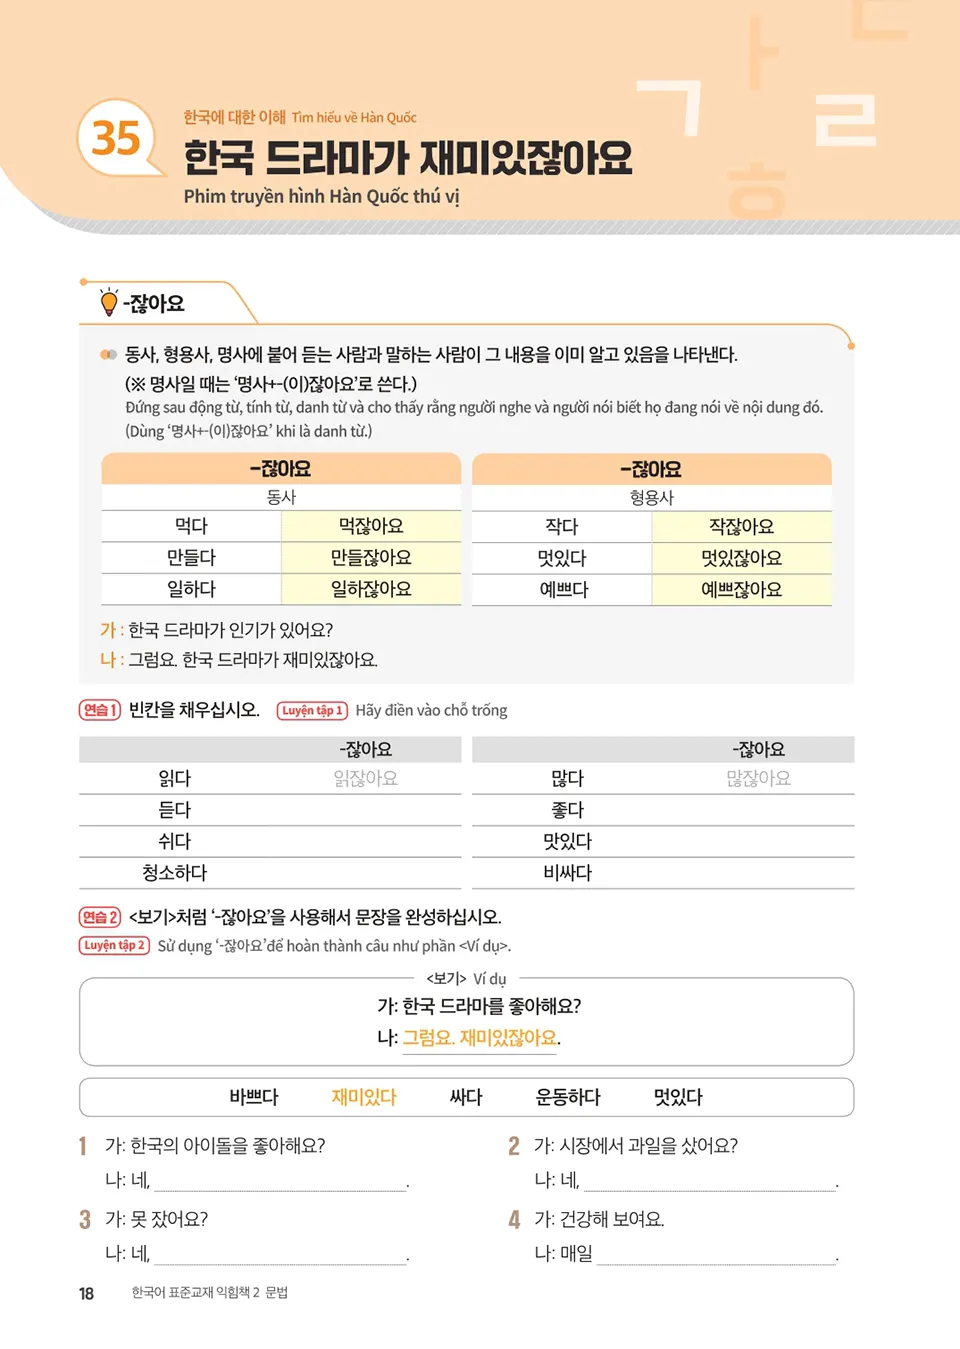 35
한국에 대한 이해 Tìm hiểu về Hàn Quốc
한국 드라마가 재미있잖아요
Phim truyền hình Hàn Quốc thú vị
ㄱ ㅏ ㄴ ㄹ ㅎ
-잖아요
동사, 형용사, 명사에 붙어 듣는 사람과 말하는 사람이 그 내용을 이미 알고 있음을 나타낸다.
(※ 명사일 때는 ‘명사+-(이)잖아요’로 쓴다.)
Đứng sau động từ, tính từ, danh từ và cho thấy rằng người nghe và người nói biết họ đang nói về nội dung đó.
(Dùng ‘명사+-(이)잖아요’ khi là danh từ.)
-잖아요 -잖아요
동사 형용사
먹다 먹잖아요 작다 작잖아요
만들다 만들잖아요 멋있다 멋있잖아요
일하다 일하잖아요 예쁘다 예쁘잖아요
가 : 한국 드라마가 인기가 있어요?
나 : 그럼요. 한국 드라마가 재미있잖아요.
연습 1 빈칸을 채우십시오. Luyện tập 1 Hãy điền vào chỗ trống
-잖아요 -잖아요
읽다 읽잖아요 많다 많잖아요
듣다 좋다
쉬다 맛있다
청소하다 비싸다
연습 2 <보기>처럼 ‘-잖아요’을 사용해서 문장을 완성하십시오.
Luyện tập 2 Sử dụng ‘-잖아요’để hoàn thành câu như phần <Ví dụ>.
<보기> Ví dụ
가: 한국 드라마를 좋아해요?
나: 그럼요. 재미있잖아요.
바쁘다 재미있다 싸다 운동하다 멋있다
1 가: 한국의 아이돌을 좋아해요? 2 가: 시장에서 과일을 샀어요?
나: 네, . 나: 네, .
3 가: 못 잤어요? 4 가: 건강해 보여요.
나: 네, . 나: 매일 .
18 한국어 표준교재 익힘책 2 문법